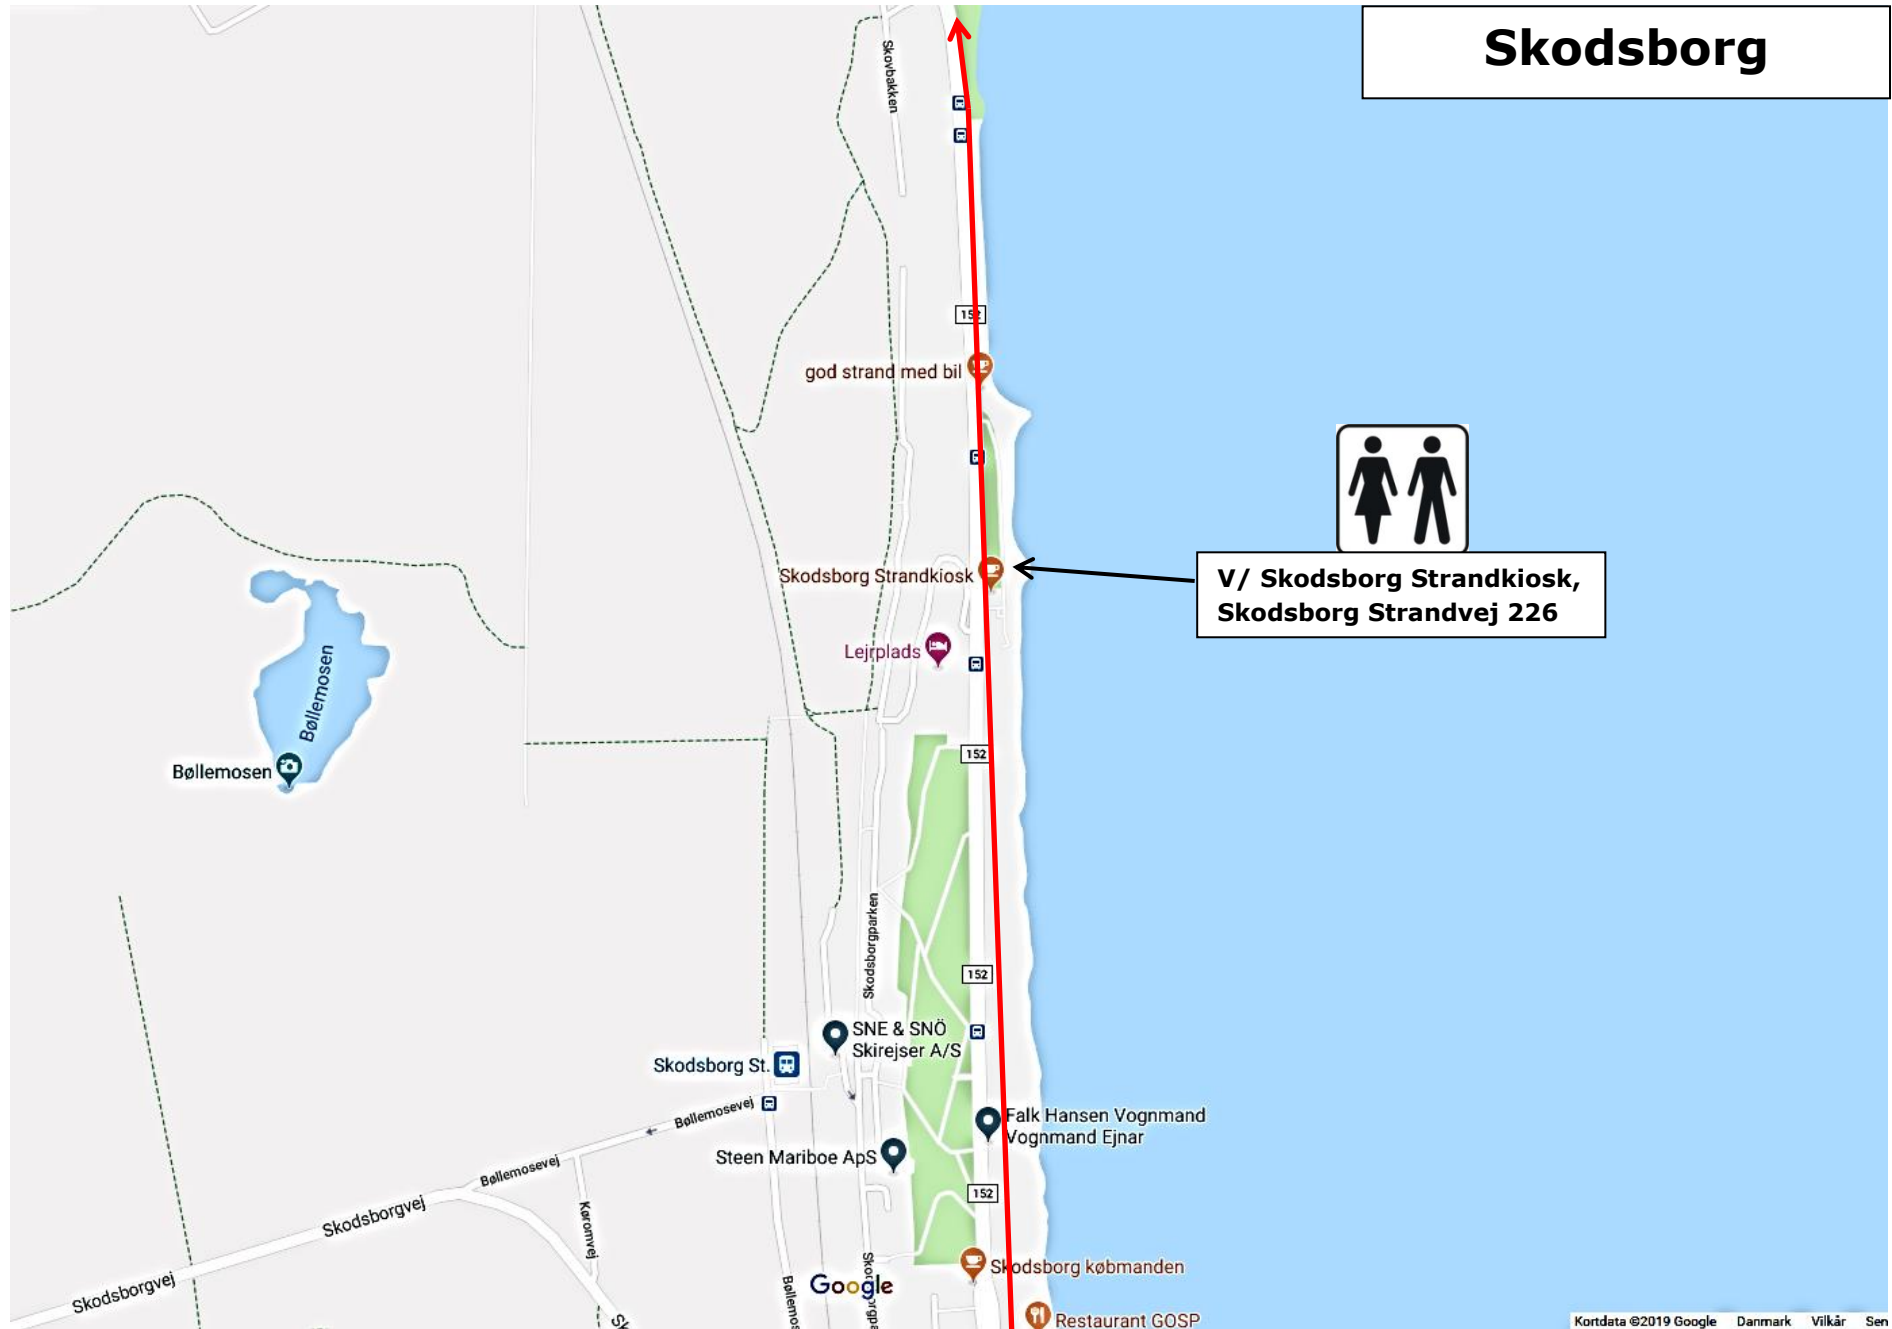 Skodsborg
Skovbakken
152
god strand med bil
Skodsborg Strandkiosk
V/ Skodsborg Strandkiosk,
Skodsborg Strandvej 226
Lejrplads
Bøllemosen
Bøllemosen
152
Skodsborgparken
152
SNE & SNÖ
Skirejser A/S
Skodsborg St.
Bøllemosevej
Falk Hansen Vognmand
Vognmand Ejnar
Steen Mariboe ApS
Bøllemosevej
152
Skodsborgvej
Køromvej
Skodsborg købmanden
Skodsborgvej
Google
Restaurant GOSP
Kortdata ©2019 Google Danmark Vilkår Sen